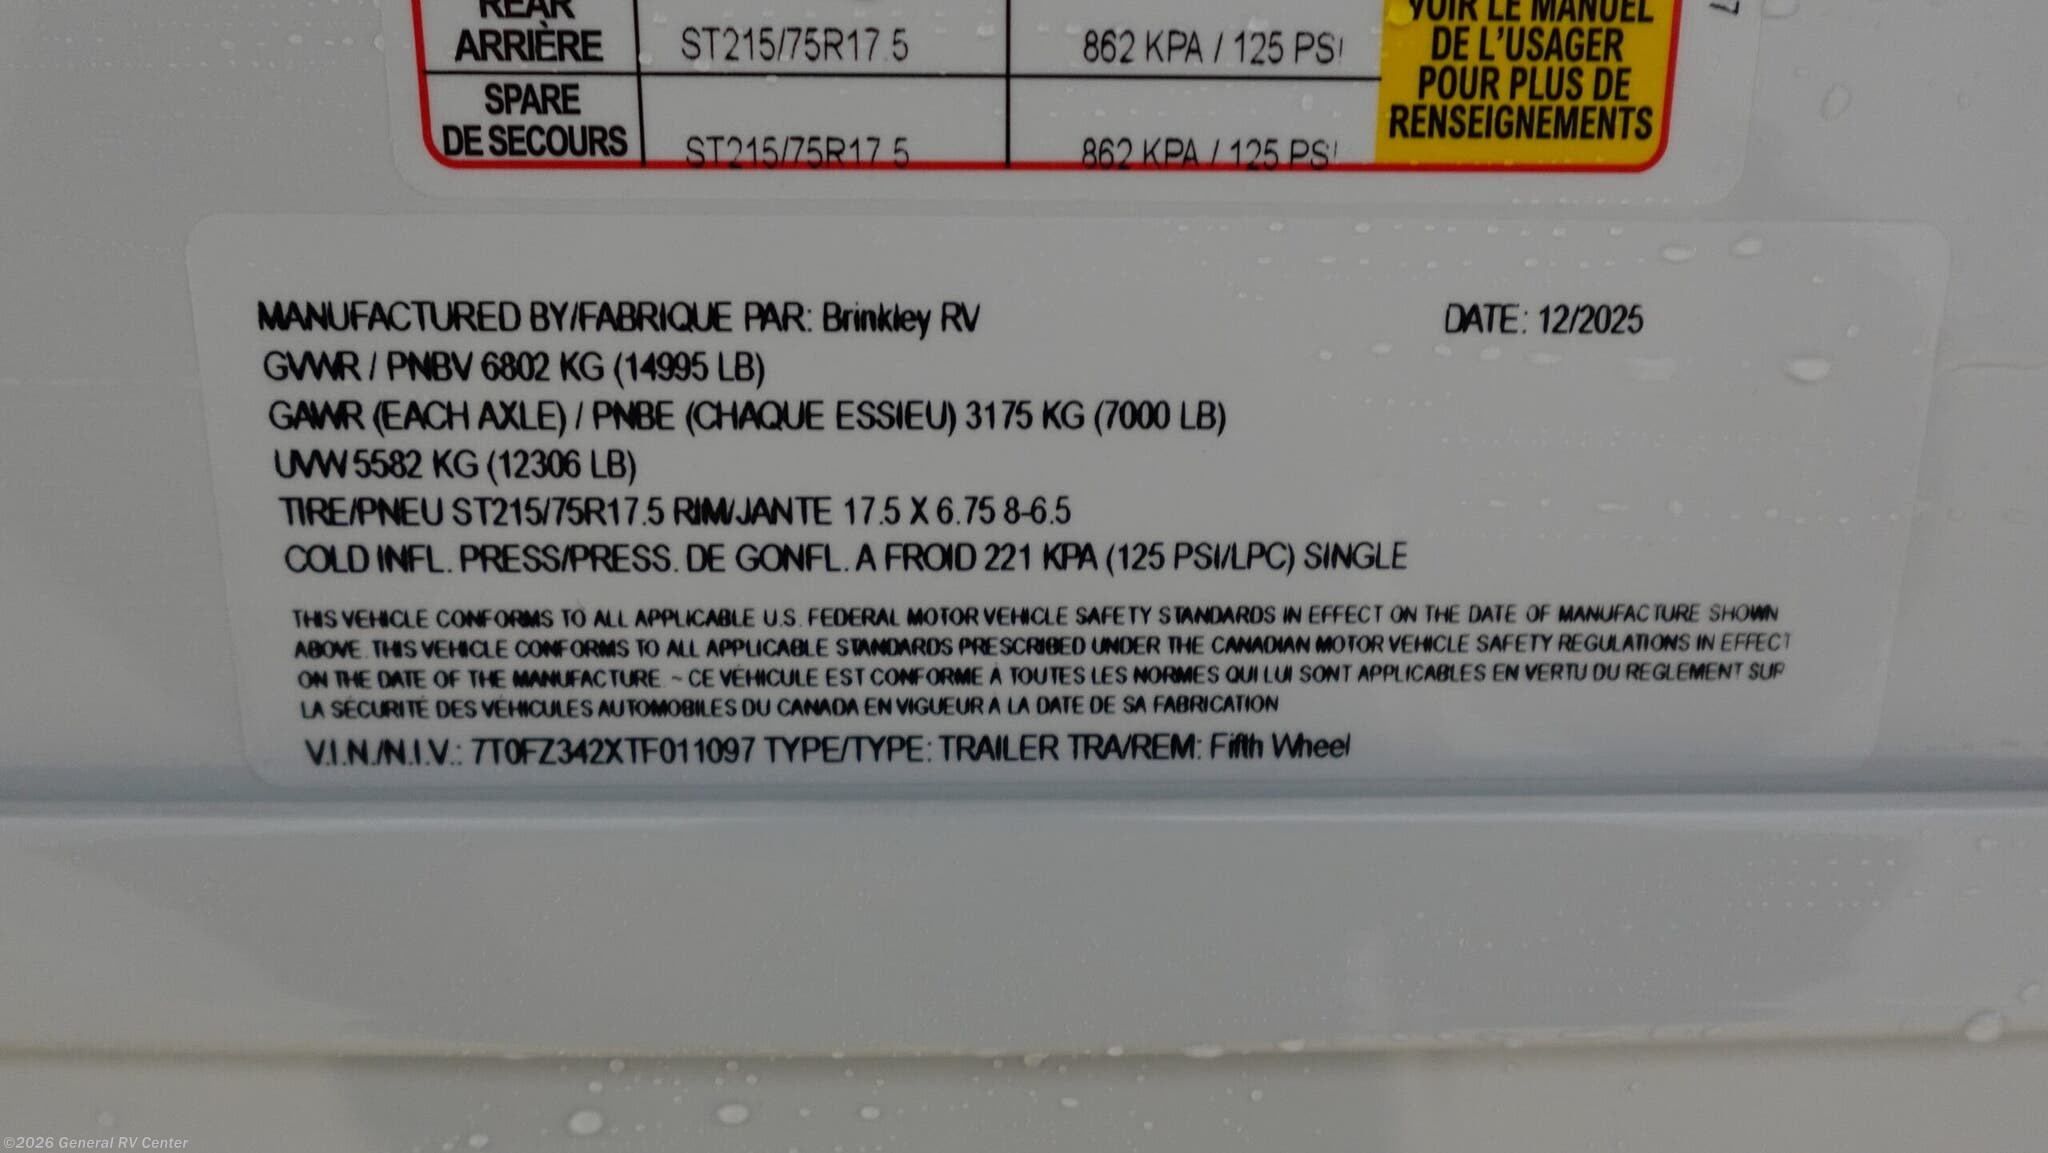 REAR
ARRIÈRE ST215/75R17.5 862 KPA / 125 PSI
SPARE
DE SECOURS ST215/75R17.5 862 KPA / 125 PSI
VOIR LE MANUEL
DE L'USAGER
POUR PLUS DE
RENSEIGNEMENTS
MANUFACTURED BY/FABRIQUE PAR: Brinkley RV DATE: 12/2025
GVWR / PNBV 6802 KG (14995 LB)
GAWR (EACH AXLE) / PNBE (CHAQUE ESSIEU) 3175 KG (7000 LB)
UVW 5582 KG (12306 LB)
TIRE/PNEU ST215/75R17.5 RIM/JANTE 17.5 X 6.75 8-6.5
COLD INFL. PRESS/PRESS. DE GONFL. A FROID 221 KPA (125 PSI/LPC) SINGLE
THIS VEHICLE CONFORMS TO ALL APPLICABLE U.S. FEDERAL MOTOR VEHICLE SAFETY STANDARDS IN EFFECT ON THE DATE OF MANUFACTURE SHOWN
ABOVE. THIS VEHICLE CONFORMS TO ALL APPLICABLE STANDARDS PRESCRIBED UNDER THE CANADIAN MOTOR VEHICLE SAFETY REGULATIONS IN EFFECT
ON THE DATE OF THE MANUFACTURE. ~ CE VÉHICULE EST CONFORME À TOUTES LES NORMES QUI LUI SONT APPLICABLES EN VERTU DU REGLEMENT SUR
LA SÉCURITÉ DES VÉHICULES AUTOMOBILES DU CANADA EN VIGUEUR À LA DATE DE SA FABRICATION
V.I.N./N.I.V.: 7T0FZ342XTF011097 TYPE/TYPE: TRAILER TRA/REM: Fifth Wheel
©2026 General RV Center